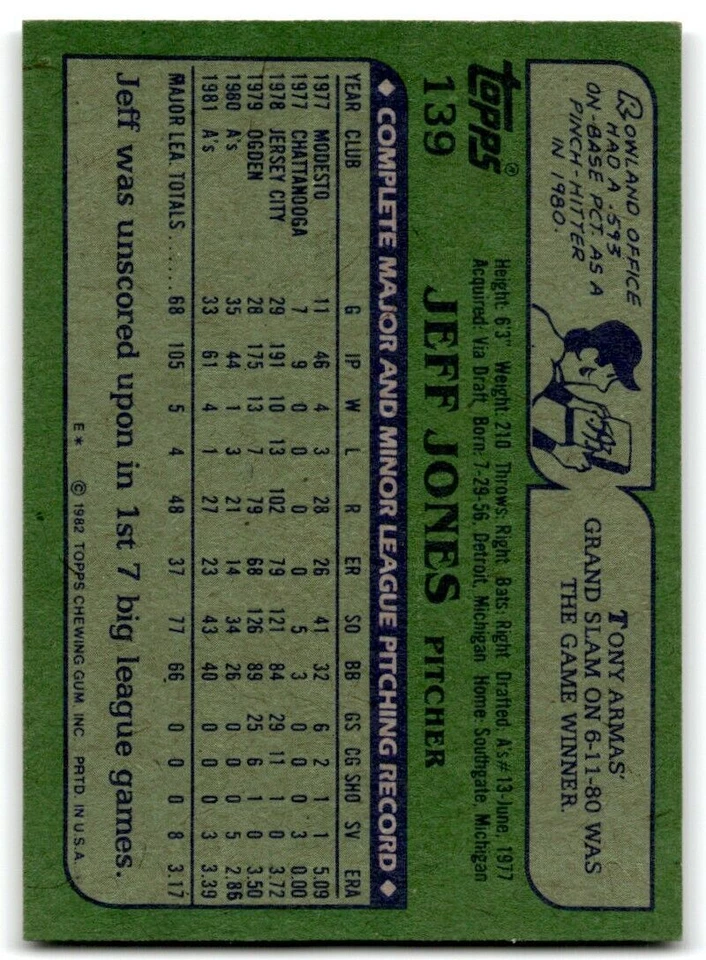 ROWLAND OFFICE
HAD A .593
ON-BASE PCT. AS A
PINCH-HITTER
IN 1980.
TONY ARMAS'
GRAND SLAM ON 6-11-80 WAS
THE GAME WINNER.
topps®
139
Height: 6'3" Weight: 210 Throws: Right Bats: Right Drafted: A's #13-June, 1977
Acquired: Via Draft Born: 7-29-56, Detroit, Michigan Home: Southgate, Michigan
JEFF JONES PITCHER
◆ COMPLETE MAJOR AND MINOR LEAGUE PITCHING RECORD ◆
YEAR CLUB G IP W L R ER SO BB GS CG SHO SV ERA
1977 MODESTO 11 46 4 3 28 26 41 32 6 2 1 1 5.09
1977 CHATTANOOGA 7 9 0 0 0 0 5 3 0 0 0 3 0.00
1978 JERSEY CITY 29 191 10 13 102 79 121 84 29 11 1 0 3.72
1979 OGDEN 28 175 13 7 79 68 126 89 25 6 1 0 3.50
1980 A's 35 44 1 3 21 14 34 26 0 0 0 5 2.86
1981 A's 33 61 4 1 27 23 43 40 0 0 0 3 3.39
MAJOR LEA. TOTALS ...... 68 105 5 4 48 37 77 66 0 0 0 8 3.17
Jeff was unscored upon in 1st 7 big league games.
E* © 1982 TOPPS CHEWING GUM INC. PRTD. IN U.S.A.